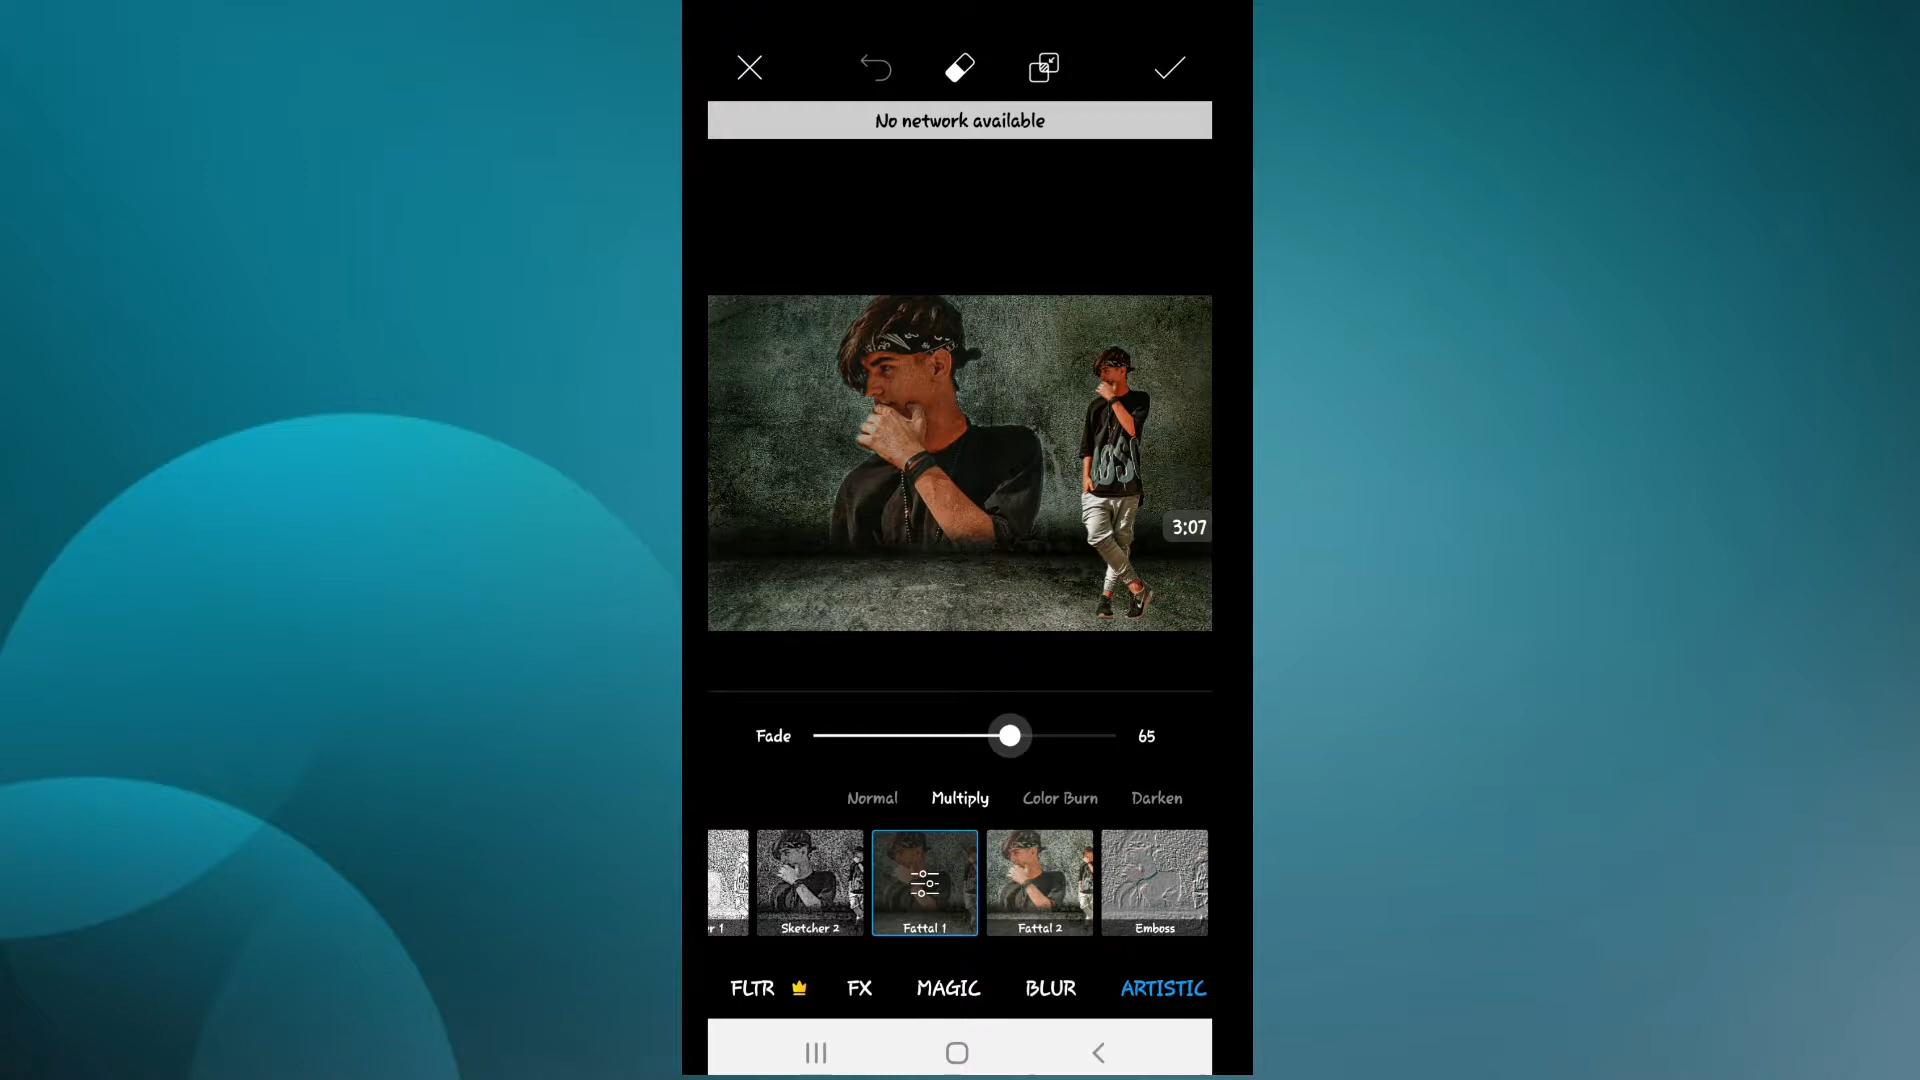 No network available
3:07
Fade 65
Normal Multiply Color Burn Darken
r 1 Sketcher 2 Fattal 1 Fattal 2 Emboss
FLTR FX MAGIC BLUR ARTISTIC